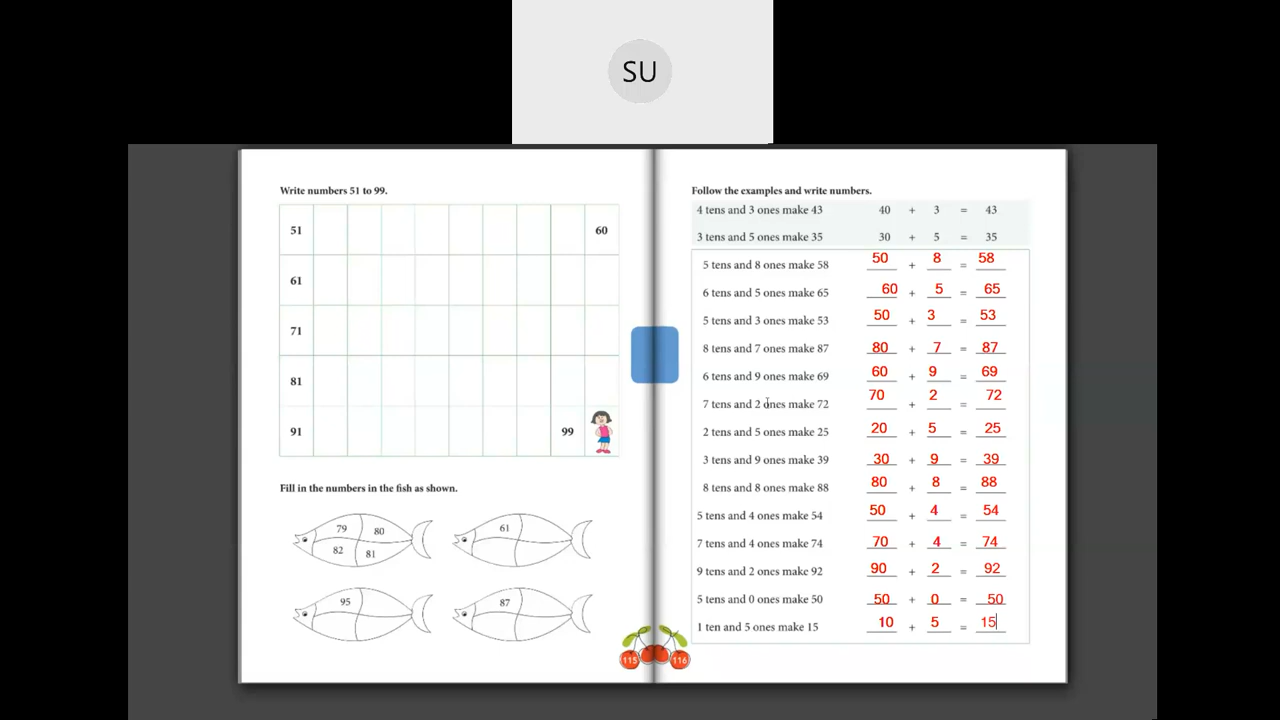 SU
Write numbers 51 to 99.
51 60
61
71
81
91 99
Fill in the numbers in the fish as shown.
79 80
82 81
61
95
87
115
Follow the examples and write numbers.
4 tens and 3 ones make 43 40 + 3 = 43
3 tens and 5 ones make 35 30 + 5 = 35
5 tens and 8 ones make 58 50 + 8 = 58
6 tens and 5 ones make 65 60 + 5 = 65
5 tens and 3 ones make 53 50 + 3 = 53
8 tens and 7 ones make 87 80 + 7 = 87
6 tens and 9 ones make 69 60 + 9 = 69
7 tens and 2 ones make 72 70 + 2 = 72
2 tens and 5 ones make 25 20 + 5 = 25
3 tens and 9 ones make 39 30 + 9 = 39
8 tens and 8 ones make 88 80 + 8 = 88
5 tens and 4 ones make 54 50 + 4 = 54
7 tens and 4 ones make 74 70 + 4 = 74
9 tens and 2 ones make 92 90 + 2 = 92
5 tens and 0 ones make 50 50 + 0 = 50
1 ten and 5 ones make 15 10 + 5 = 15
116